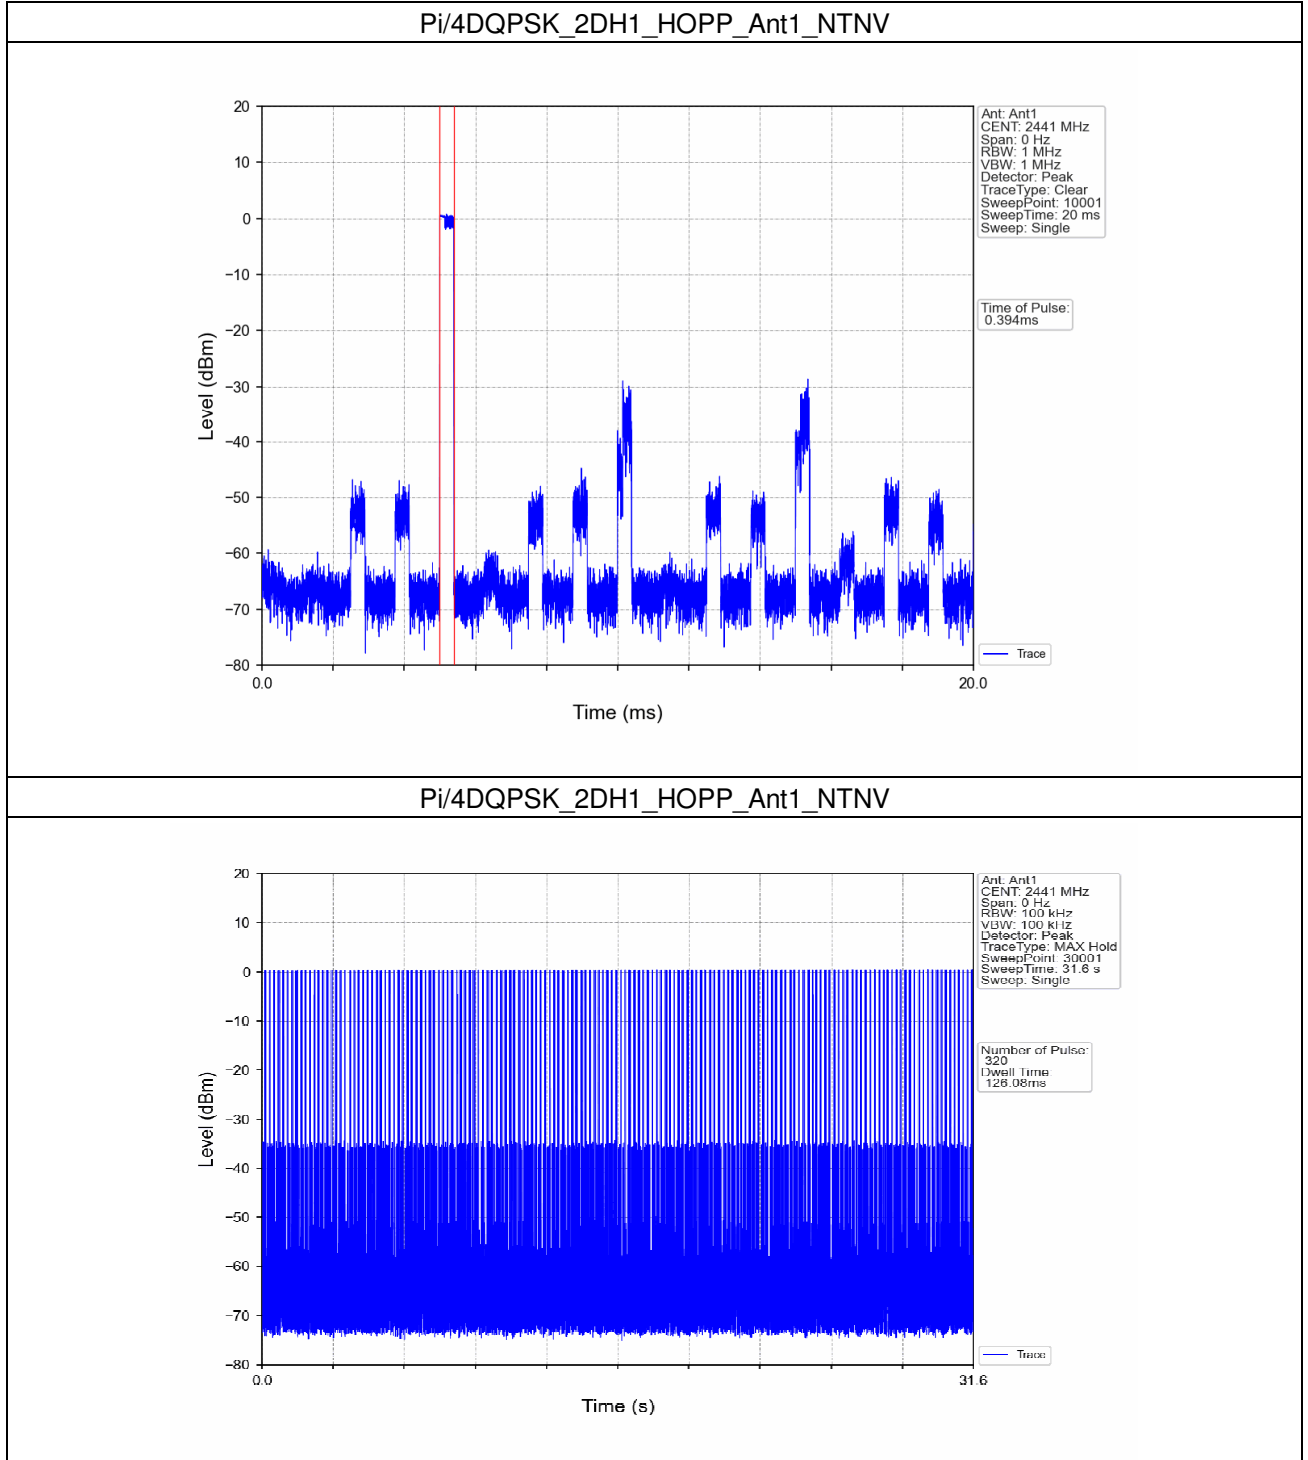 Pi/4DQPSK_2DH1_HOPP_Ant1_NTNV
20
10
0
−10
−20
−30
−40
−50
−60
−70
−80
Level (dBm)
0.0
20.0
Time (ms)
Ant: Ant1
CENT: 2441 MHz
Span: 0 Hz
RBW: 1 MHz
VBW: 1 MHz
Detector: Peak
TraceType: Clear
SweepPoint: 10001
SweepTime: 20 ms
Sweep: Single
Time of Pulse:
0.394ms
Trace
Pi/4DQPSK_2DH1_HOPP_Ant1_NTNV
20
10
0
−10
−20
−30
−40
−50
−60
−70
−80
Level (dBm)
0.0
31.6
Time (s)
Ant: Ant1
CENT: 2441 MHz
Span: 0 Hz
RBW: 100 kHz
VBW: 100 kHz
Detector: Peak
TraceType: MAX Hold
SweepPoint: 30001
SweepTime: 31.6 s
Sweep: Single
Number of Pulse:
320
Dwell Time:
126.08ms
Trace